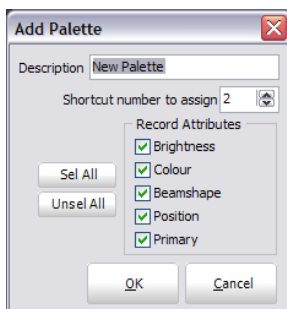 Add Palette
Description New Palette
Shortcut number to assign 2
Record Attributes
Brightness
Sel All
Colour
Unsel All
Beamshape
Position
Primary
OK
Cancel